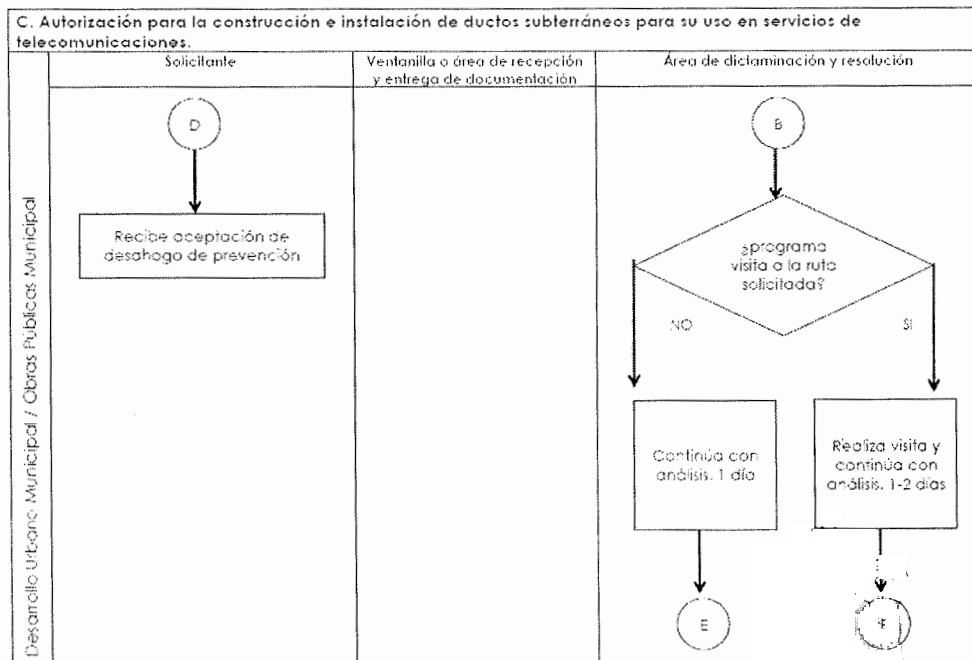 C. Autorización para la construcción e instalación de ductos subterráneos para su uso en servicios de
telecomunicaciones.
Solicitante
Ventanilla o área de recepción
y entrega de documentación
Área de dictaminación y resolución
Desarrollo Urbano Municipal / Obras Públicas Municipal
D
Recibe aceptación de
desahogo de prevención
B
¿programa
visita a la ruta
solicitada?
NO
SI
Continúa con
análisis. 1 día
Realiza visita y
continúa con
análisis. 1-2 días
E